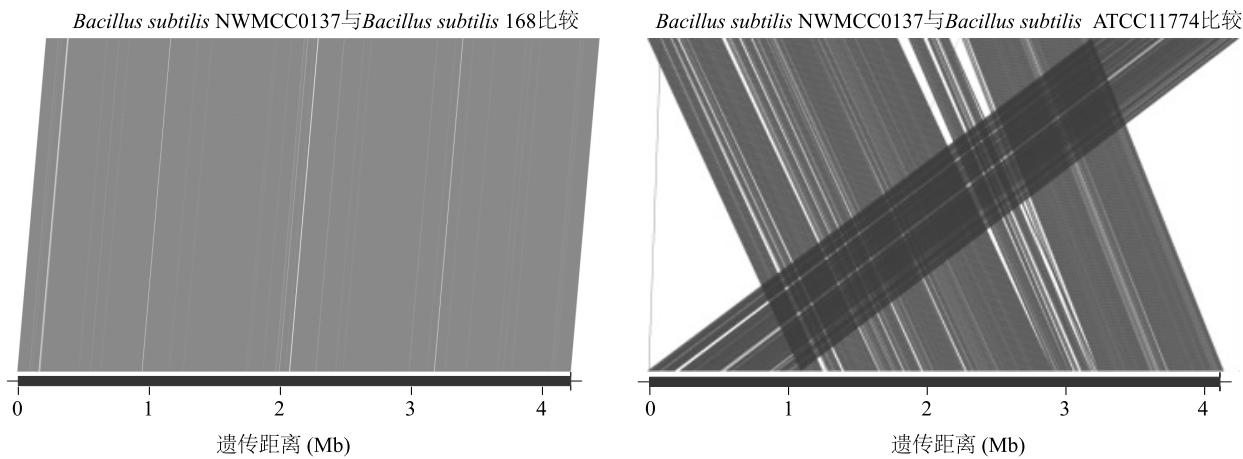 Bacillus subtilis NWMCC0137与Bacillus subtilis 168比较
0 1 2 3 4
遗传距离 (Mb)
Bacillus subtilis NWMCC0137与Bacillus subtilis ATCC11774比较
0 1 2 3 4
遗传距离 (Mb)